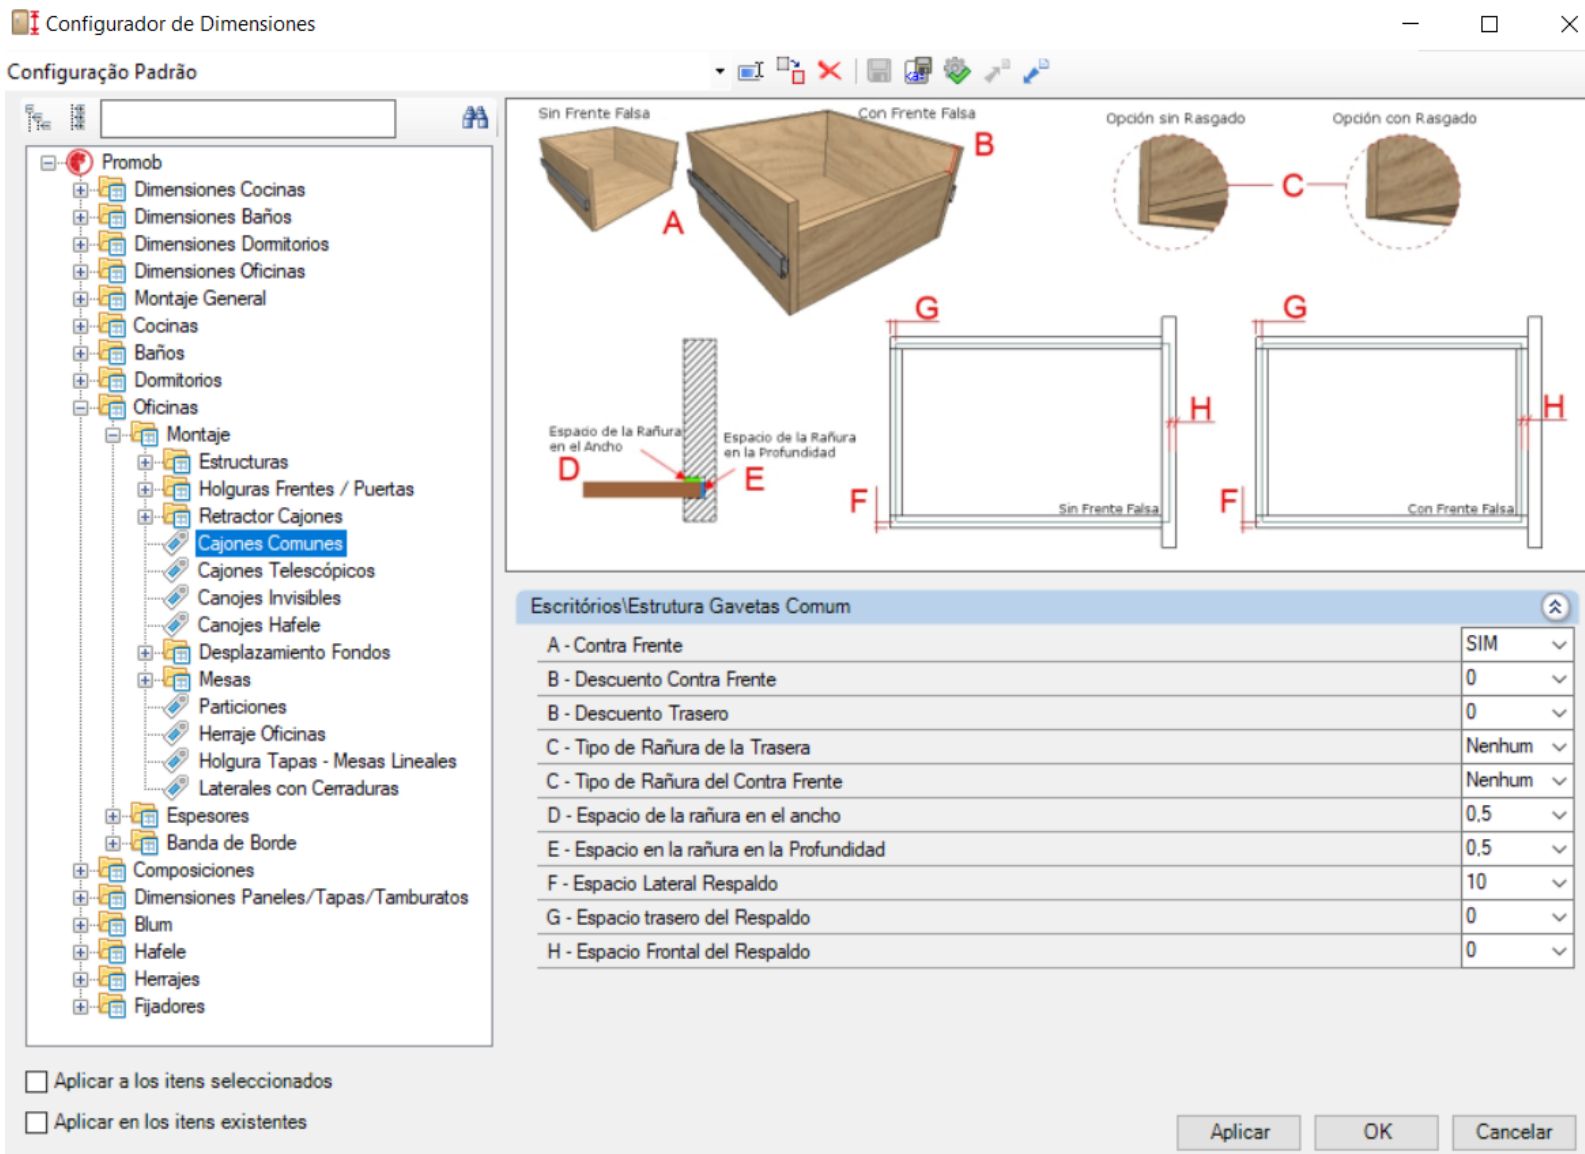 Configurador de Dimensiones
Configuração Padrão
Promob
Dimensiones Cocinas
Dimensiones Baños
Dimensiones Dormitorios
Dimensiones Oficinas
Montaje General
Cocinas
Baños
Dormitorios
Oficinas
Montaje
Estructuras
Holguras Frentes / Puertas
Retractor Cajones
Cajones Comunes
Cajones Telescópicos
Canojes Invisibles
Canojes Hafele
Desplazamiento Fondos
Mesas
Particiones
Herraje Oficinas
Holgura Tapas - Mesas Lineales
Laterales con Cerraduras
Espesores
Banda de Borde
Composiciones
Dimensiones Paneles/Tapas/Tamburatos
Blum
Hafele
Herrajes
Fijadores
Aplicar a los itens seleccionados
Aplicar en los itens existentes
Sin Frente Falsa
Con Frente Falsa
B
A
Opción sin Rasgado
Opción con Rasgado
C
Espacio de la Rañura
en el Ancho
D
Espacio de la Rañura
en la Profundidad
E
G
H
F
Sin Frente Falsa
G
H
F
Con Frente Falsa
Escritórios\Estrutura Gavetas Comum
A - Contra Frente SIM
B - Descuento Contra Frente 0
B - Descuento Trasero 0
C - Tipo de Rañura de la Trasera Nenhum
C - Tipo de Rañura del Contra Frente Nenhum
D - Espacio de la rañura en el ancho 0,5
E - Espacio en la rañura en la Profundidad 0,5
F - Espacio Lateral Respaldo 10
G - Espacio trasero del Respaldo 0
H - Espacio Frontal del Respaldo 0
Aplicar OK Cancelar